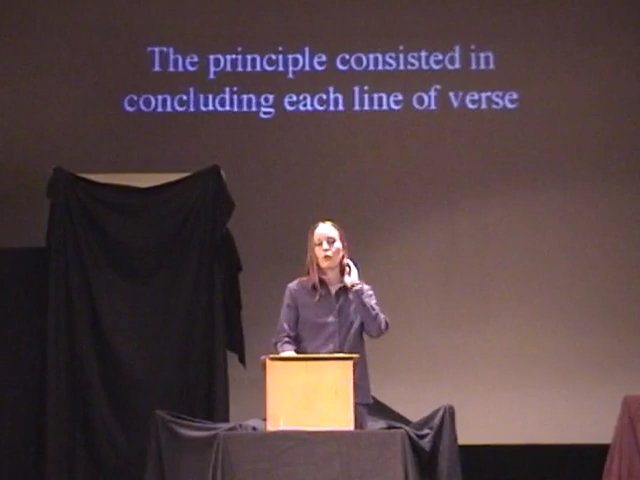 The principle consisted in
concluding each line of verse